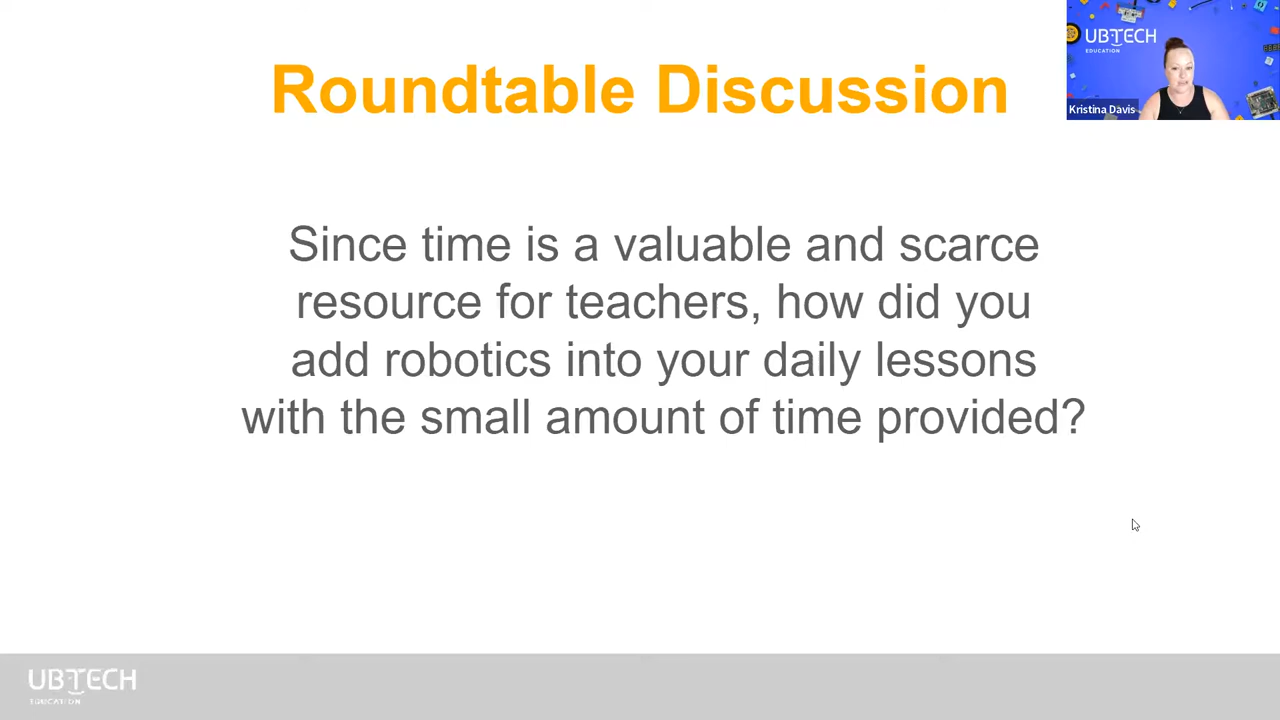 Roundtable Discussion
UBTECH
EDUCATION
Kristina Davis
Since time is a valuable and scarce
resource for teachers, how did you
add robotics into your daily lessons
with the small amount of time provided?
UBTECH
EDUCATION